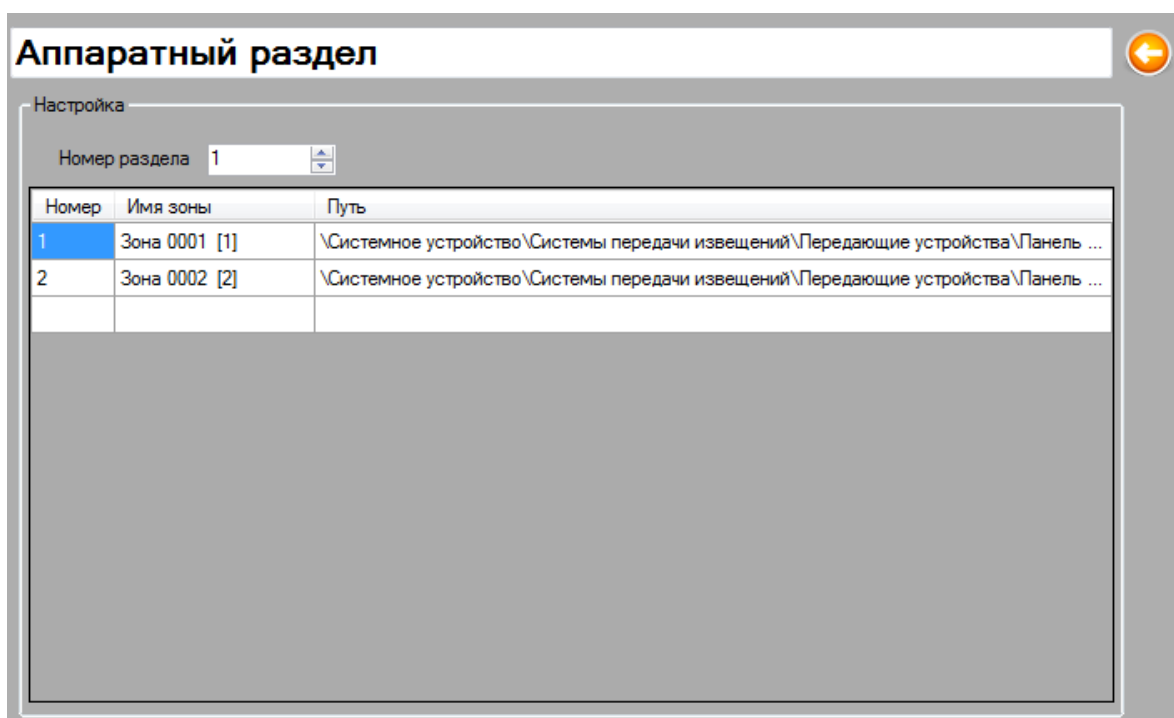 Аппаратный раздел
Настройка
Номер раздела 1
Номер Имя зоны Путь
1 Зона 0001 [1] \Системное устройство\Системы передачи извещений\Передающие устройства\Панель ...
2 Зона 0002 [2] \Системное устройство\Системы передачи извещений\Передающие устройства\Панель ...